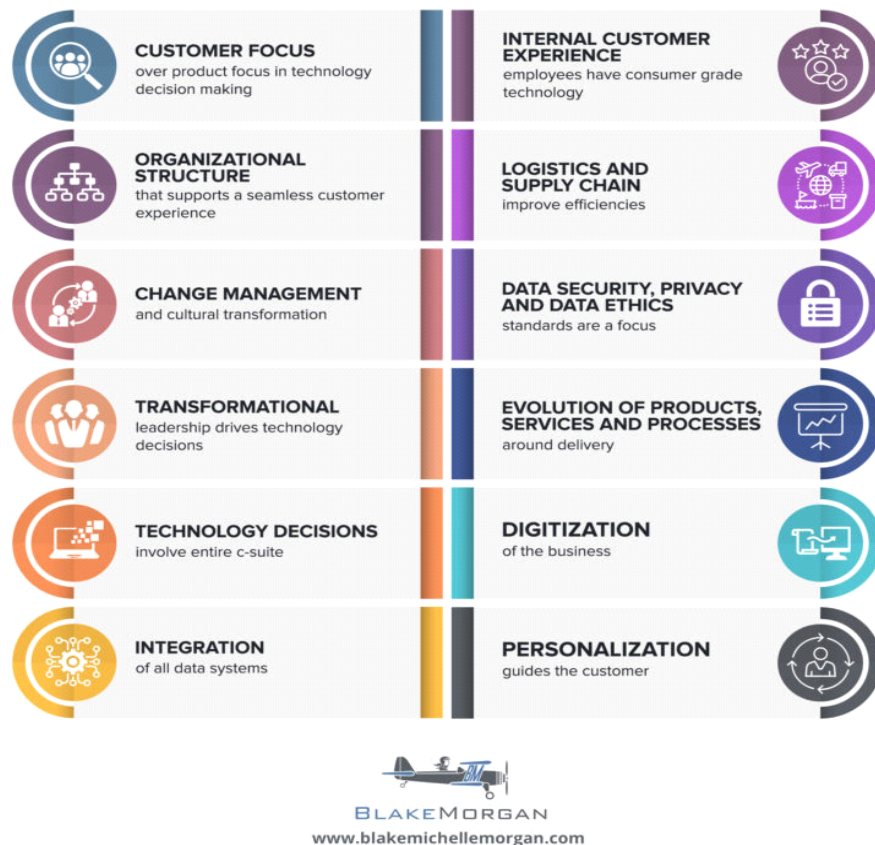 CUSTOMER FOCUS
over product focus in technology
decision making
ORGANIZATIONAL
STRUCTURE
that supports a seamless customer
experience
CHANGE MANAGEMENT
and cultural transformation
TRANSFORMATIONAL
leadership drives technology
decisions
TECHNOLOGY DECISIONS
involve entire c-suite
INTEGRATION
of all data systems
INTERNAL CUSTOMER
EXPERIENCE
employees have consumer grade
technology
LOGISTICS AND
SUPPLY CHAIN
improve efficiencies
DATA SECURITY, PRIVACY
AND DATA ETHICS
standards are a focus
EVOLUTION OF PRODUCTS,
SERVICES AND PROCESSES
around delivery
DIGITIZATION
of the business
PERSONALIZATION
guides the customer
BM
BLAKEMORGAN
www.blakemichellemorgan.com